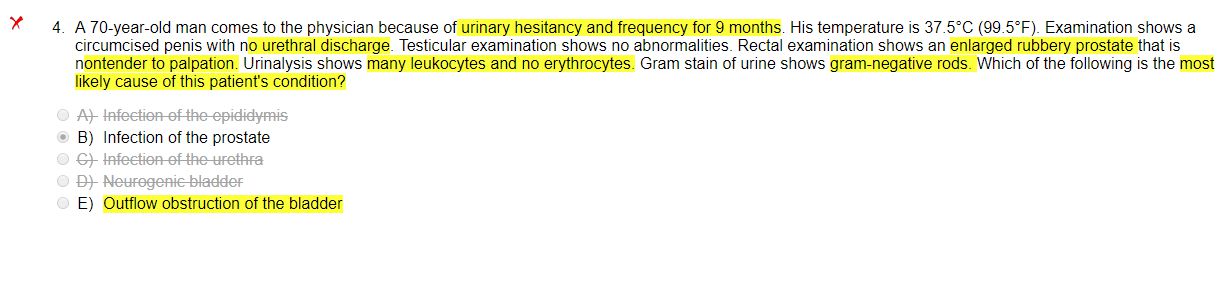 4. A 70-year-old man comes to the physician because of urinary hesitancy and frequency for 9 months. His temperature is 37.5°C (99.5°F). Examination shows a
circumcised penis with no urethral discharge. Testicular examination shows no abnormalities. Rectal examination shows an enlarged rubbery prostate that is
nontender to palpation. Urinalysis shows many leukocytes and no erythrocytes. Gram stain of urine shows gram-negative rods. Which of the following is the most
likely cause of this patient's condition?
A) Infection of the epididymis
B) Infection of the prostate
C) Infection of the urethra
D) Neurogenic bladder
E) Outflow obstruction of the bladder